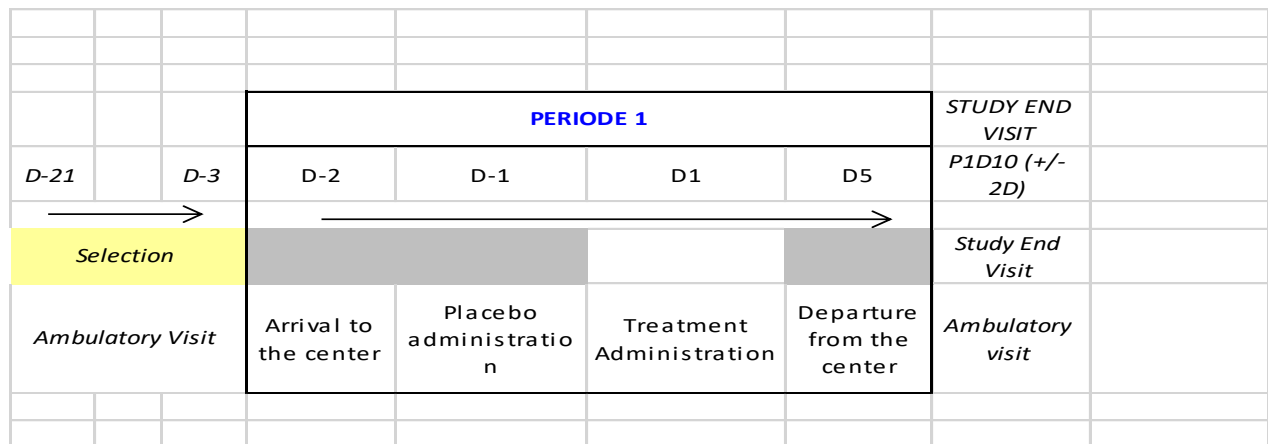 PERIODE 1
STUDY END
VISIT
D-21
D-3
D-2
D-1
D1
D5
P1D10 (+/-
2D)
Selection
Study End
Visit
Ambulatory Visit
Arrival to
the center
Placebo
administratio
n
Treatment
Administration
Departure
from the
center
Ambulatory
visit